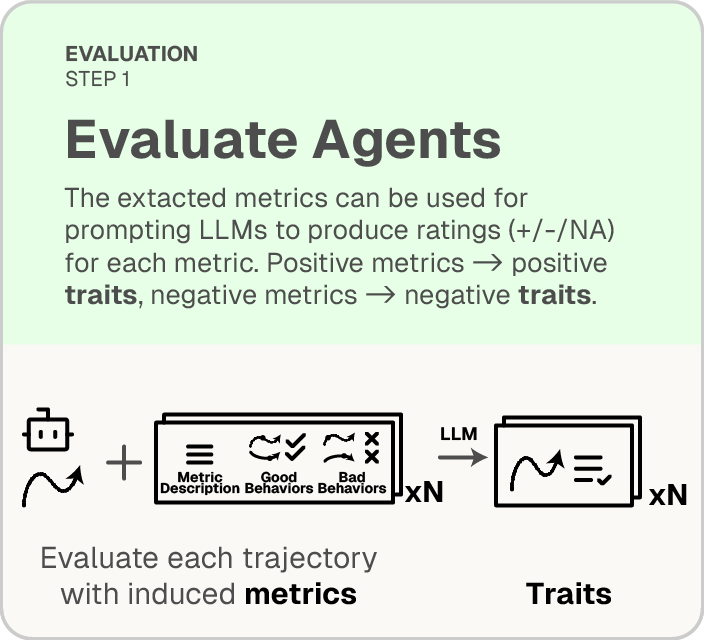 EVALUATION
STEP 1
Evaluate Agents
The extacted metrics can be used for
prompting LLMs to produce ratings (+/-/NA)
for each metric. Positive metrics → positive
traits, negative metrics → negative traits.
Metric
Description
Good
Behaviors
Bad
Behaviors
xN
LLM
xN
Evaluate each trajectory
with induced metrics
Traits